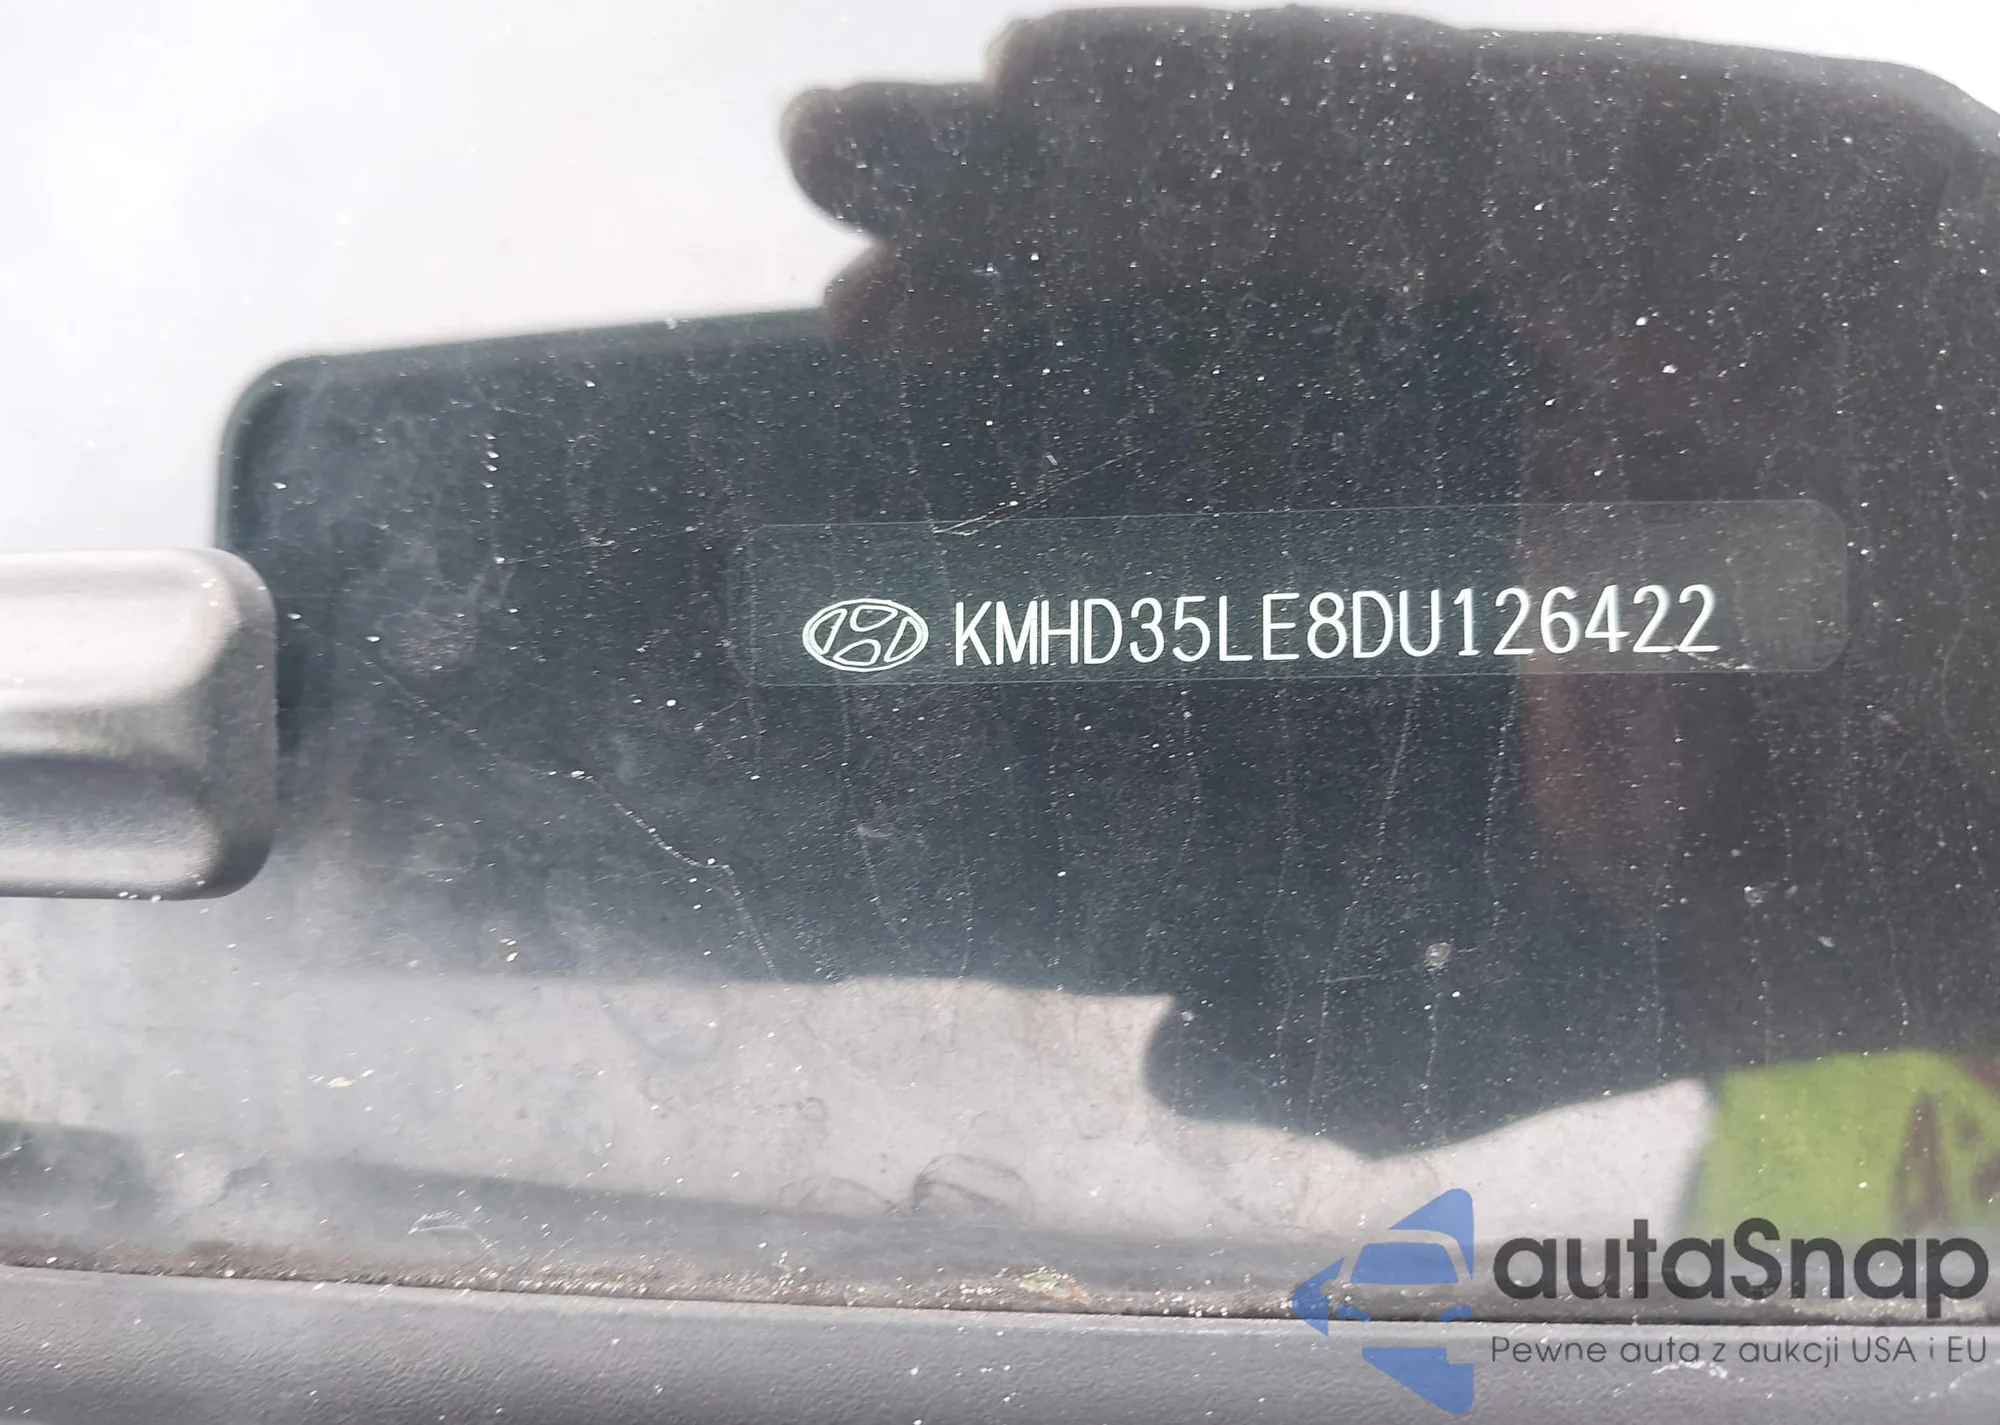 KMHD35LE8DU126422
autaSnap
Pewne auta z aukcji USA i EU